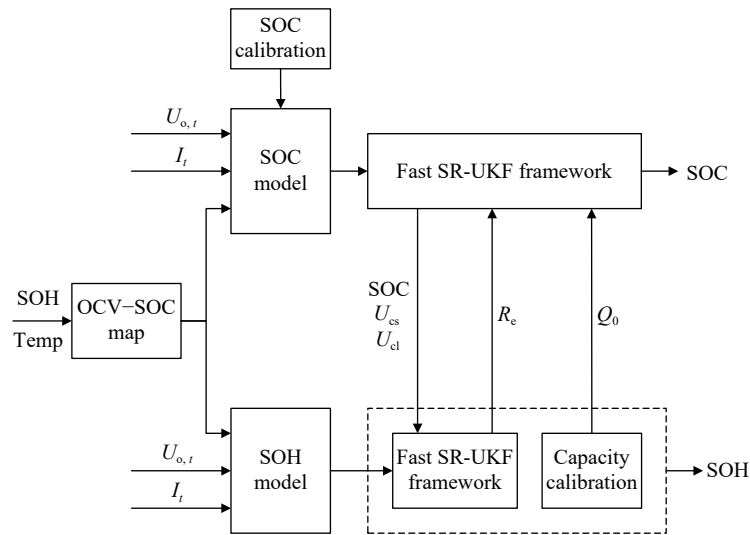 SOC
calibration
U_{o, t}
I_t
SOC
model
Fast SR-UKF framework
SOC
SOH
Temp
OCV−SOC
map
SOC
U_{cs}
U_{cl}
R_e
Q_0
U_{o, t}
I_t
SOH
model
Fast SR-UKF
framework
Capacity
calibration
SOH